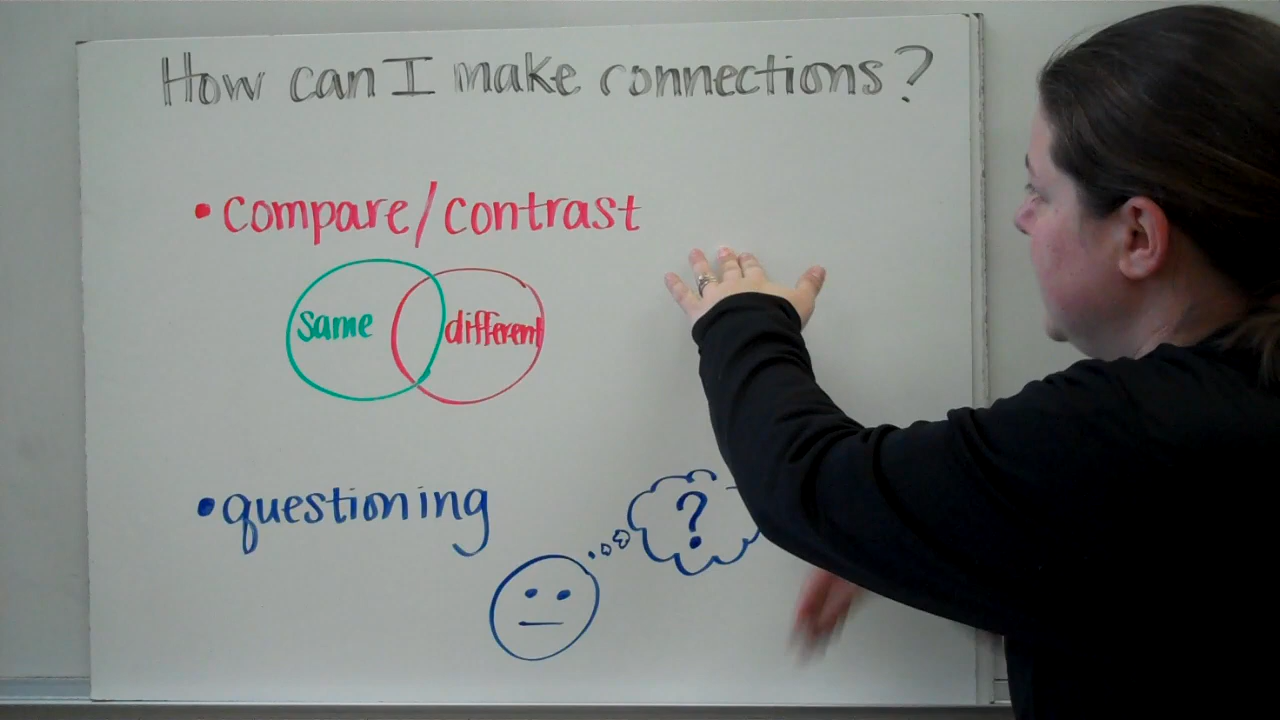 How can I make connections?
• compare/contrast
same different
• questioning
?